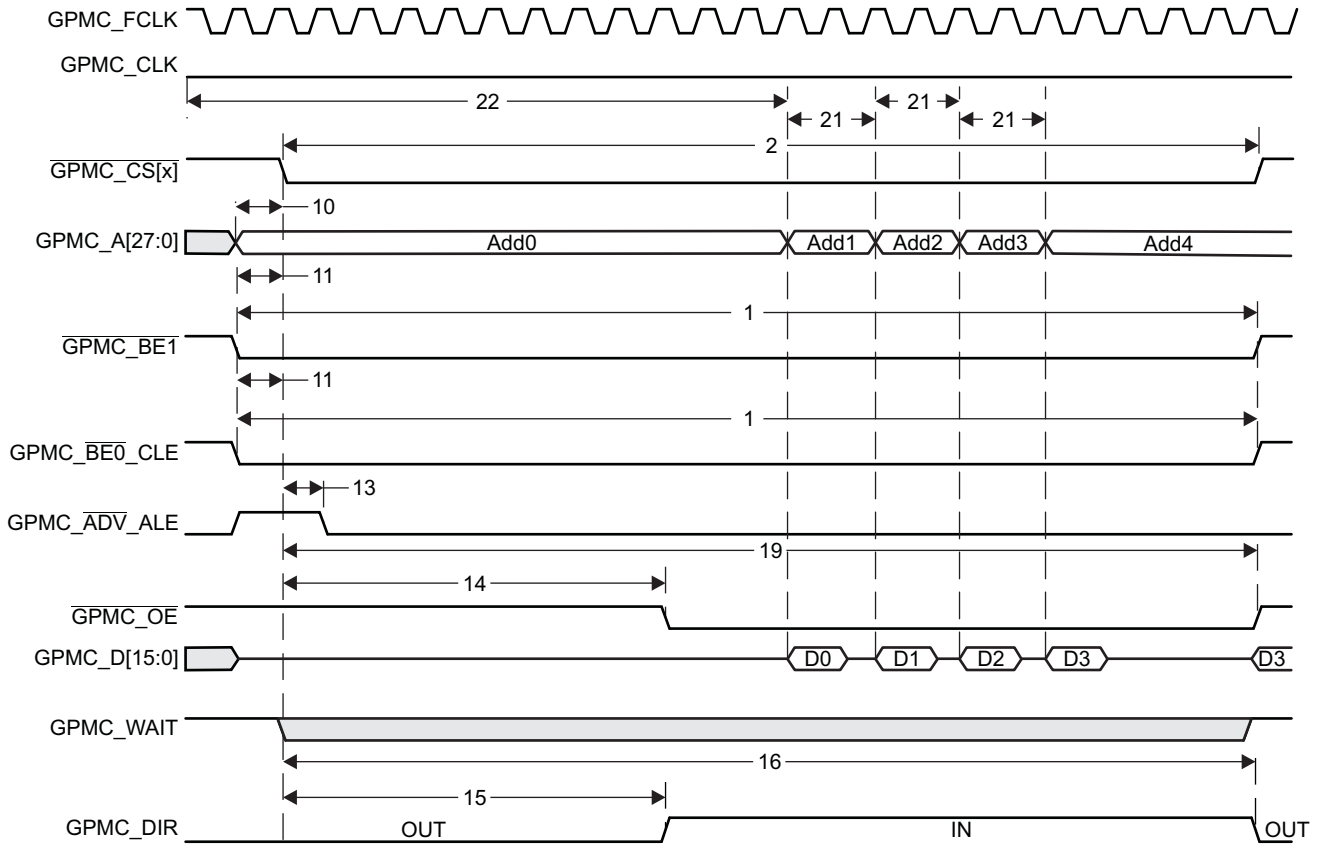 GPMC_FCLK
GPMC_CLK
22
21
21
21
2
GPMC_CS[x]
10
GPMC_A[27:0]
Add0
Add1
Add2
Add3
Add4
11
1
GPMC_BE1
11
1
GPMC_BE0_CLE
13
GPMC_ADV_ALE
19
14
GPMC_OE
GPMC_D[15:0]
D0
D1
D2
D3
D3
GPMC_WAIT
16
15
GPMC_DIR
OUT
IN
OUT